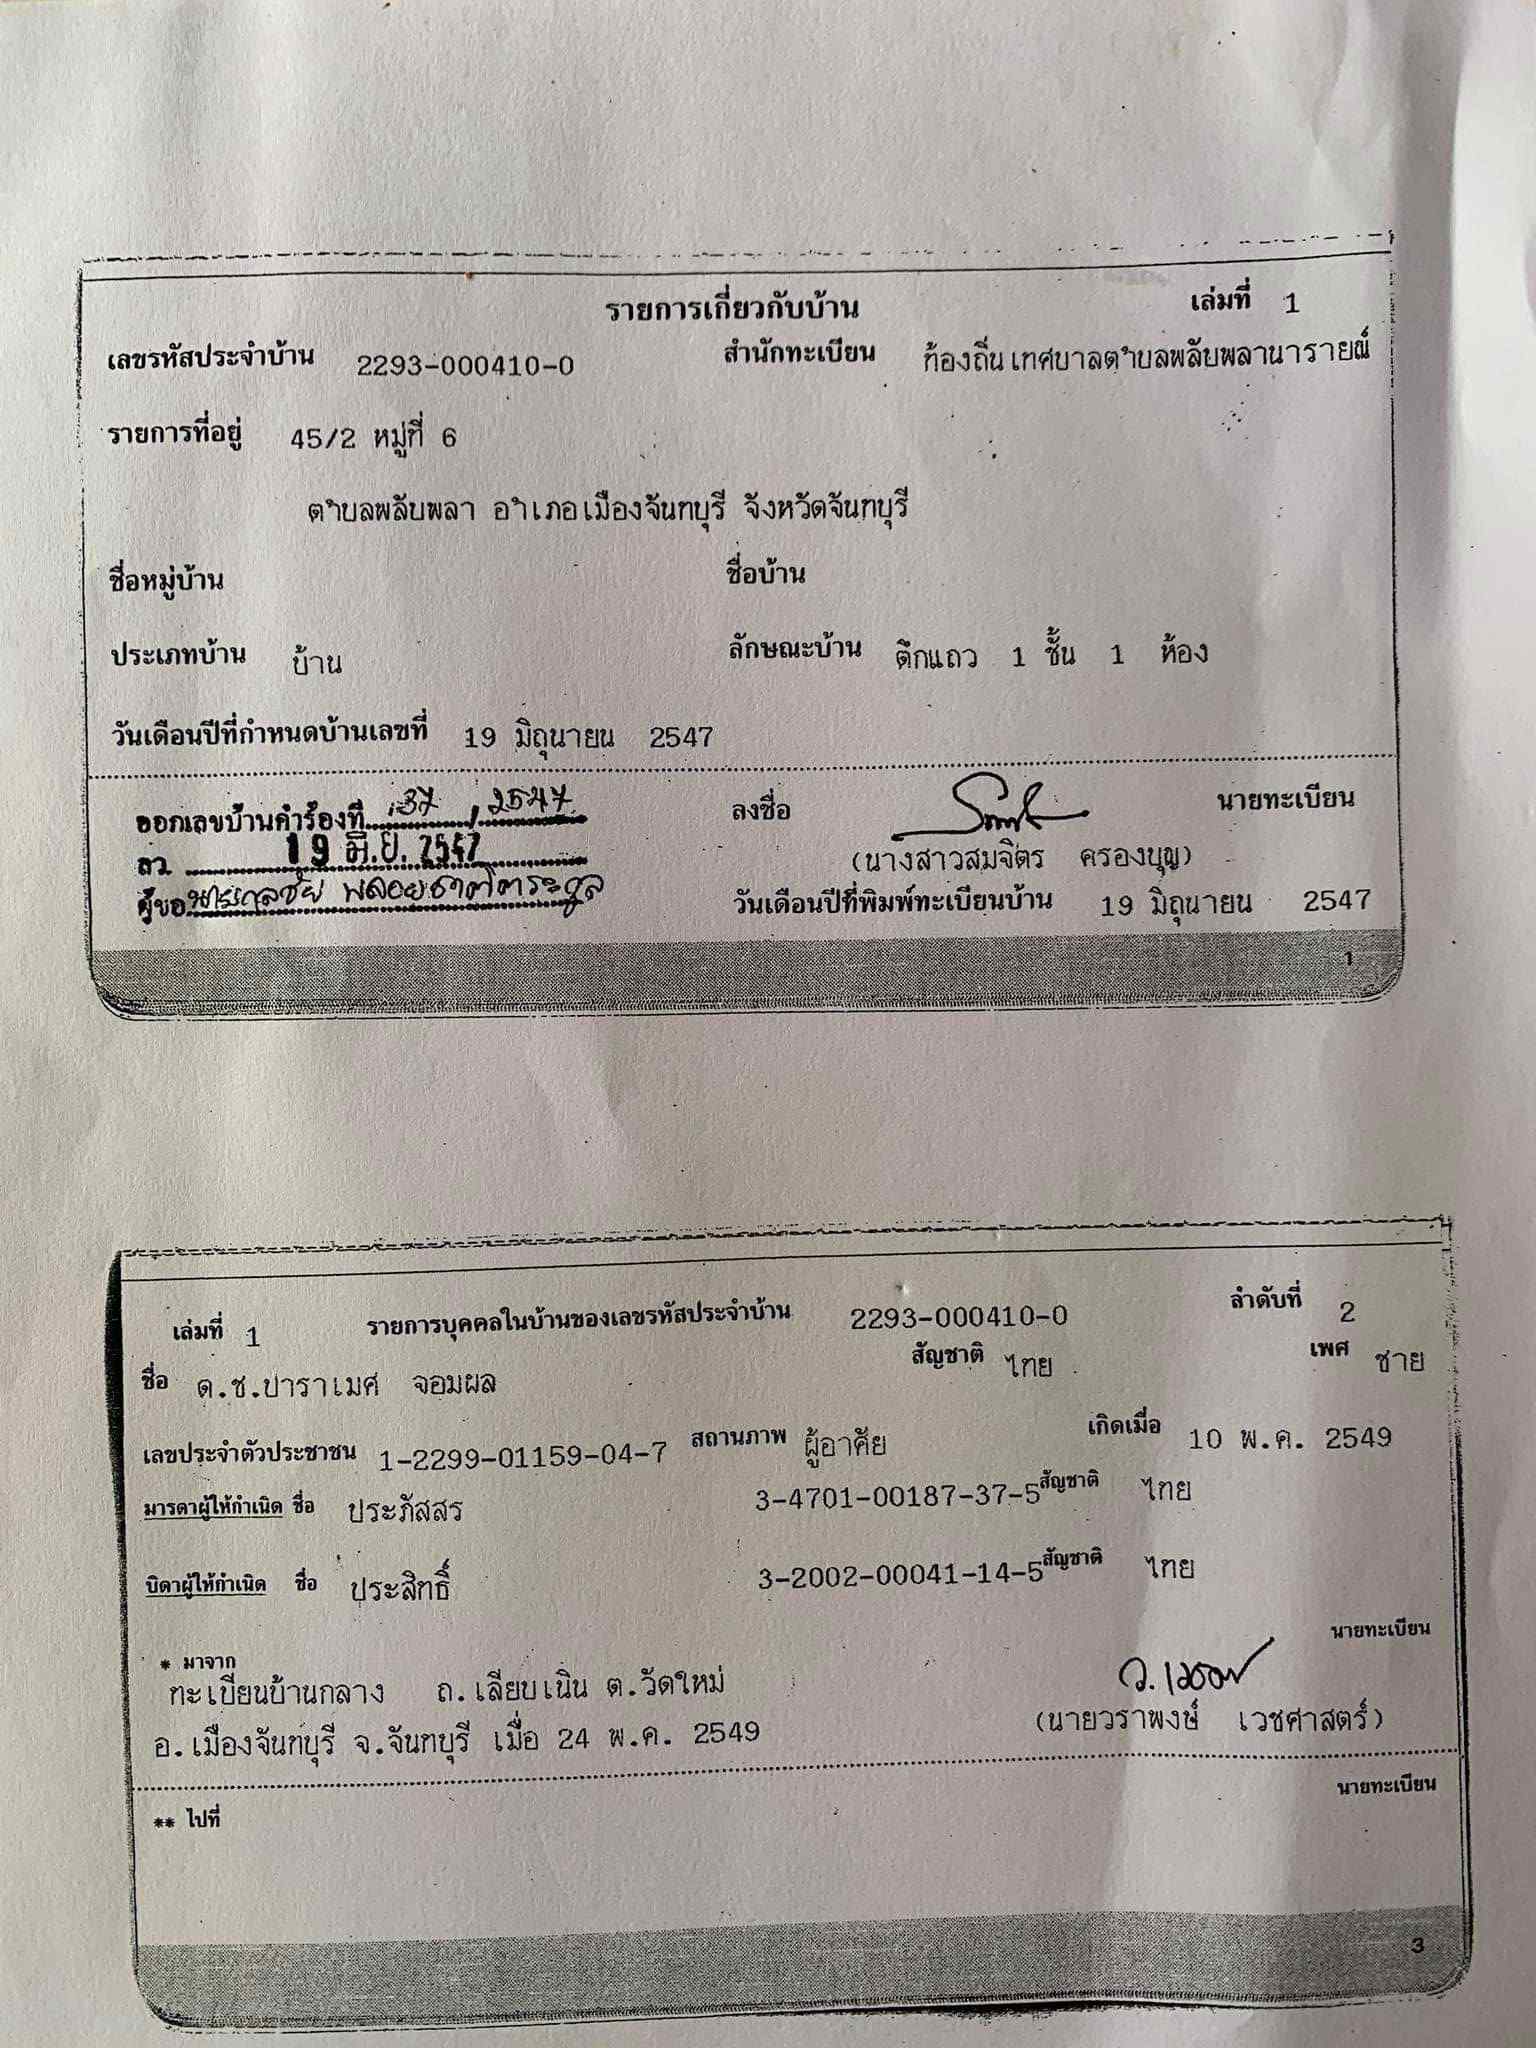 รายการเกี่ยวกับบ้าน เล่มที่ 1
เลขรหัสประจำบ้าน 2293-000410-0 สำนักทะเบียน ท้องถิ่นเทศบาลตำบลพลับพลานารายณ์
รายการที่อยู่ 45/2 หมู่ที่ 6
ตำบลพลับพลา อำเภอเมืองจันทบุรี จังหวัดจันทบุรี
ชื่อหมู่บ้าน ชื่อบ้าน
ประเภทบ้าน บ้าน ลักษณะบ้าน ตึกแถว 1 ชั้น 1 ห้อง
วันเดือนปีที่กำหนดบ้านเลขที่ 19 มิถุนายน 2547
ออกเลขบ้านคำร้องที่ 37 / 2547 ลงชื่อ นายทะเบียน
ลว. 19 มิ.ย. 2547 (นางสาวสมจิตร ครองบุญ)
ผู้ขอ วันเดือนปีที่พิมพ์ทะเบียนบ้าน 19 มิถุนายน 2547
1
เล่มที่ 1 รายการบุคคลในบ้านของเลขรหัสประจำบ้าน 2293-000410-0 ลำดับที่ 2
ชื่อ ด.ช.ปาราเมศ จอมผล สัญชาติ ไทย เพศ ชาย
เลขประจำตัวประชาชน 1-2299-01159-04-7 สถานภาพ ผู้อาศัย เกิดเมื่อ 10 พ.ค. 2549
มารดาผู้ให้กำเนิด ชื่อ ประภัสสร 3-4701-00187-37-5 สัญชาติ ไทย
บิดาผู้ให้กำเนิด ชื่อ ประสิทธิ์ 3-2002-00041-14-5 สัญชาติ ไทย
* มาจาก นายทะเบียน
ทะเบียนบ้านกลาง ถ.เลียบเนิน ต.วัดใหม่
อ.เมืองจันทบุรี จ.จันทบุรี เมื่อ 24 พ.ค. 2549 (นายวราพงษ์ เวชศาสตร์)
** ไปที่ นายทะเบียน
3